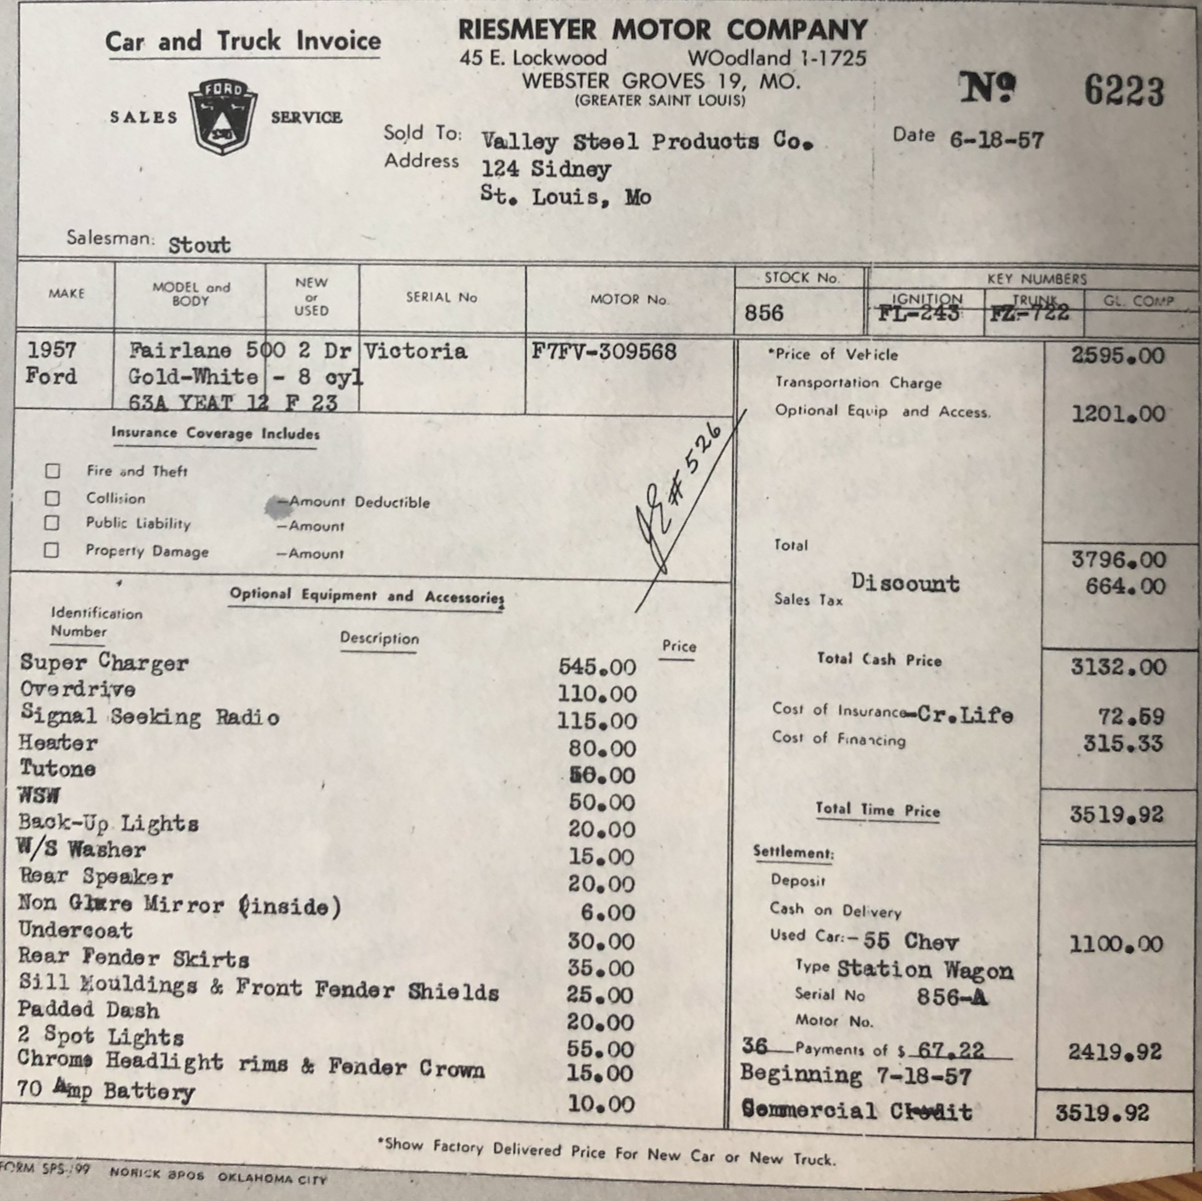 Car and Truck Invoice
RIESMEYER MOTOR COMPANY
45 E. Lockwood WOodland 1-1725
WEBSTER GROVES 19, MO.
(GREATER SAINT LOUIS)
Nº 6223
SALES FORD SERVICE
Sold To: Valley Steel Products Co.
Date 6-18-57
Address 124 Sidney
St. Louis, Mo
Salesman: Stout
MAKE MODEL and BODY NEW or USED SERIAL No MOTOR No. STOCK No. KEY NUMBERS
IGNITION TRUNK GL. COMP
856 FL-243 FZ-722
1957 Fairlane 500 2 Dr Victoria F7FV-309568
Ford Gold-White - 8 cyl
63A YEAT 12 F 23
*Price of Vehicle 2595.00
Transportation Charge
Optional Equip and Access. 1201.00
Insurance Coverage Includes
Fire and Theft
Collision —Amount Deductible
Public Liability —Amount
Property Damage —Amount
JE # 526
Total 3796.00
Discount 664.00
Sales Tax
Total Cash Price 3132.00
Cost of Insurance-Cr.Life 72.59
Cost of Financing 315.33
Total Time Price 3519.92
Settlement:
Deposit
Cash on Delivery
Used Car:- 55 Chev 1100.00
Type Station Wagon
Serial No 856-A
Motor No.
36 Payments of $ 67.22 2419.92
Beginning 7-18-57
Commercial Credit 3519.92
Optional Equipment and Accessories
Identification Number Description Price
Super Charger 545.00
Overdrive 110.00
Signal Seeking Radio 115.00
Heater 80.00
Tutone 50.00
WSW 50.00
Back-Up Lights 20.00
W/S Washer 15.00
Rear Speaker 20.00
Non Glare Mirror (inside) 6.00
Undercoat 30.00
Rear Fender Skirts 35.00
Sill Mouldings & Front Fender Shields 25.00
Padded Dash 20.00
2 Spot Lights 55.00
Chrome Headlight rims & Fender Crown 15.00
70 Amp Battery 10.00
*Show Factory Delivered Price For New Car or New Truck.
FORM SPS-199 NORICK BROS OKLAHOMA CITY